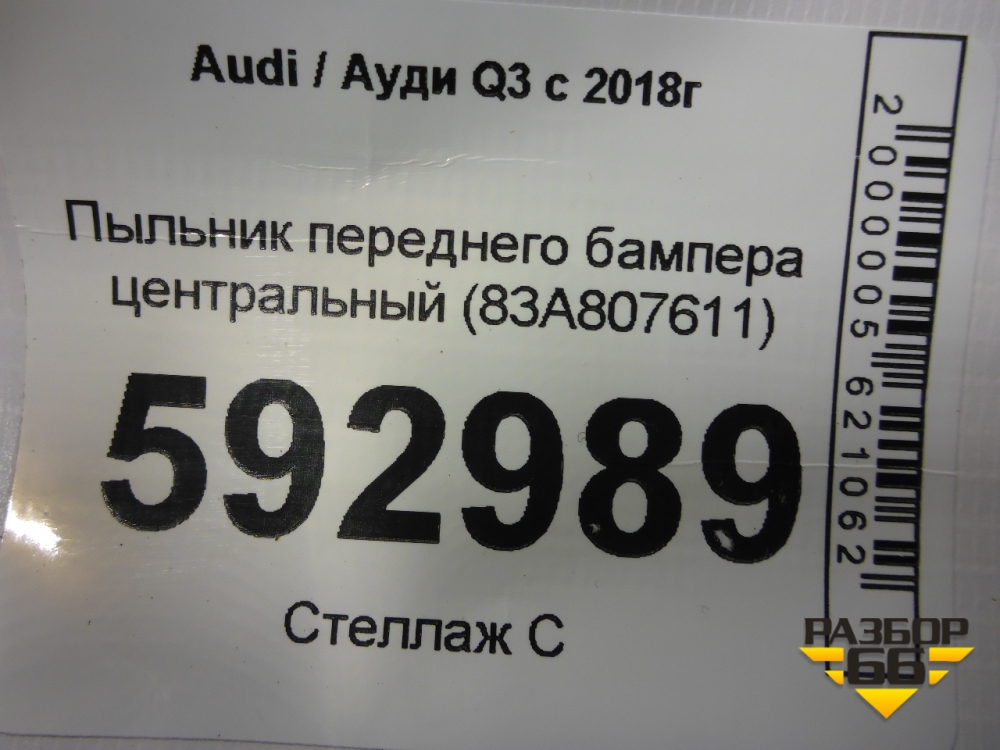 Audi / Ауди Q3 с 2018г
Пыльник переднего бампера
центральный (83A807611)
592989
Стеллаж С
2000005621062
РАЗБОР
66